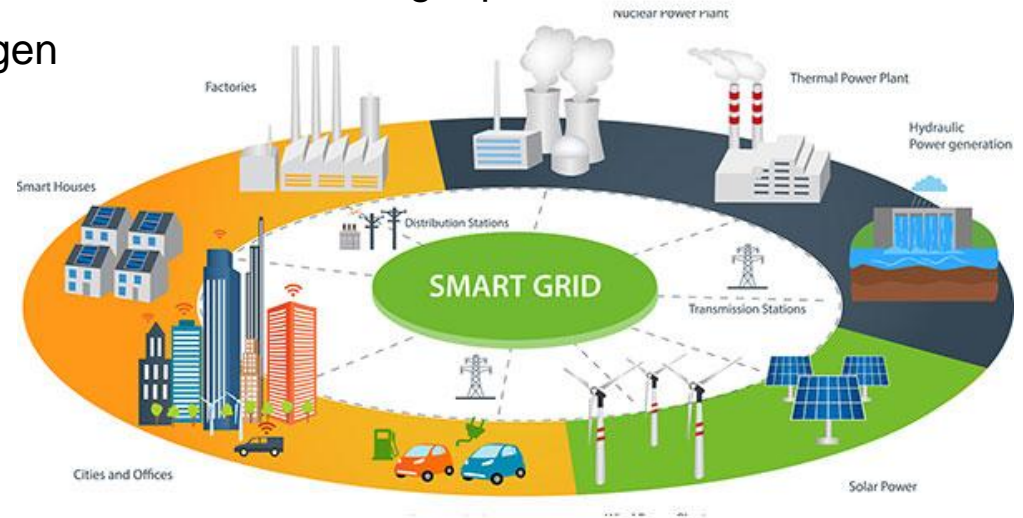 gen
Nuclear Power Plant
Factories
Thermal Power Plant
Hydraulic
Power generation
Smart Houses
Distribution Stations
SMART GRID
Transmission Stations
Cities and Offices
Solar Power